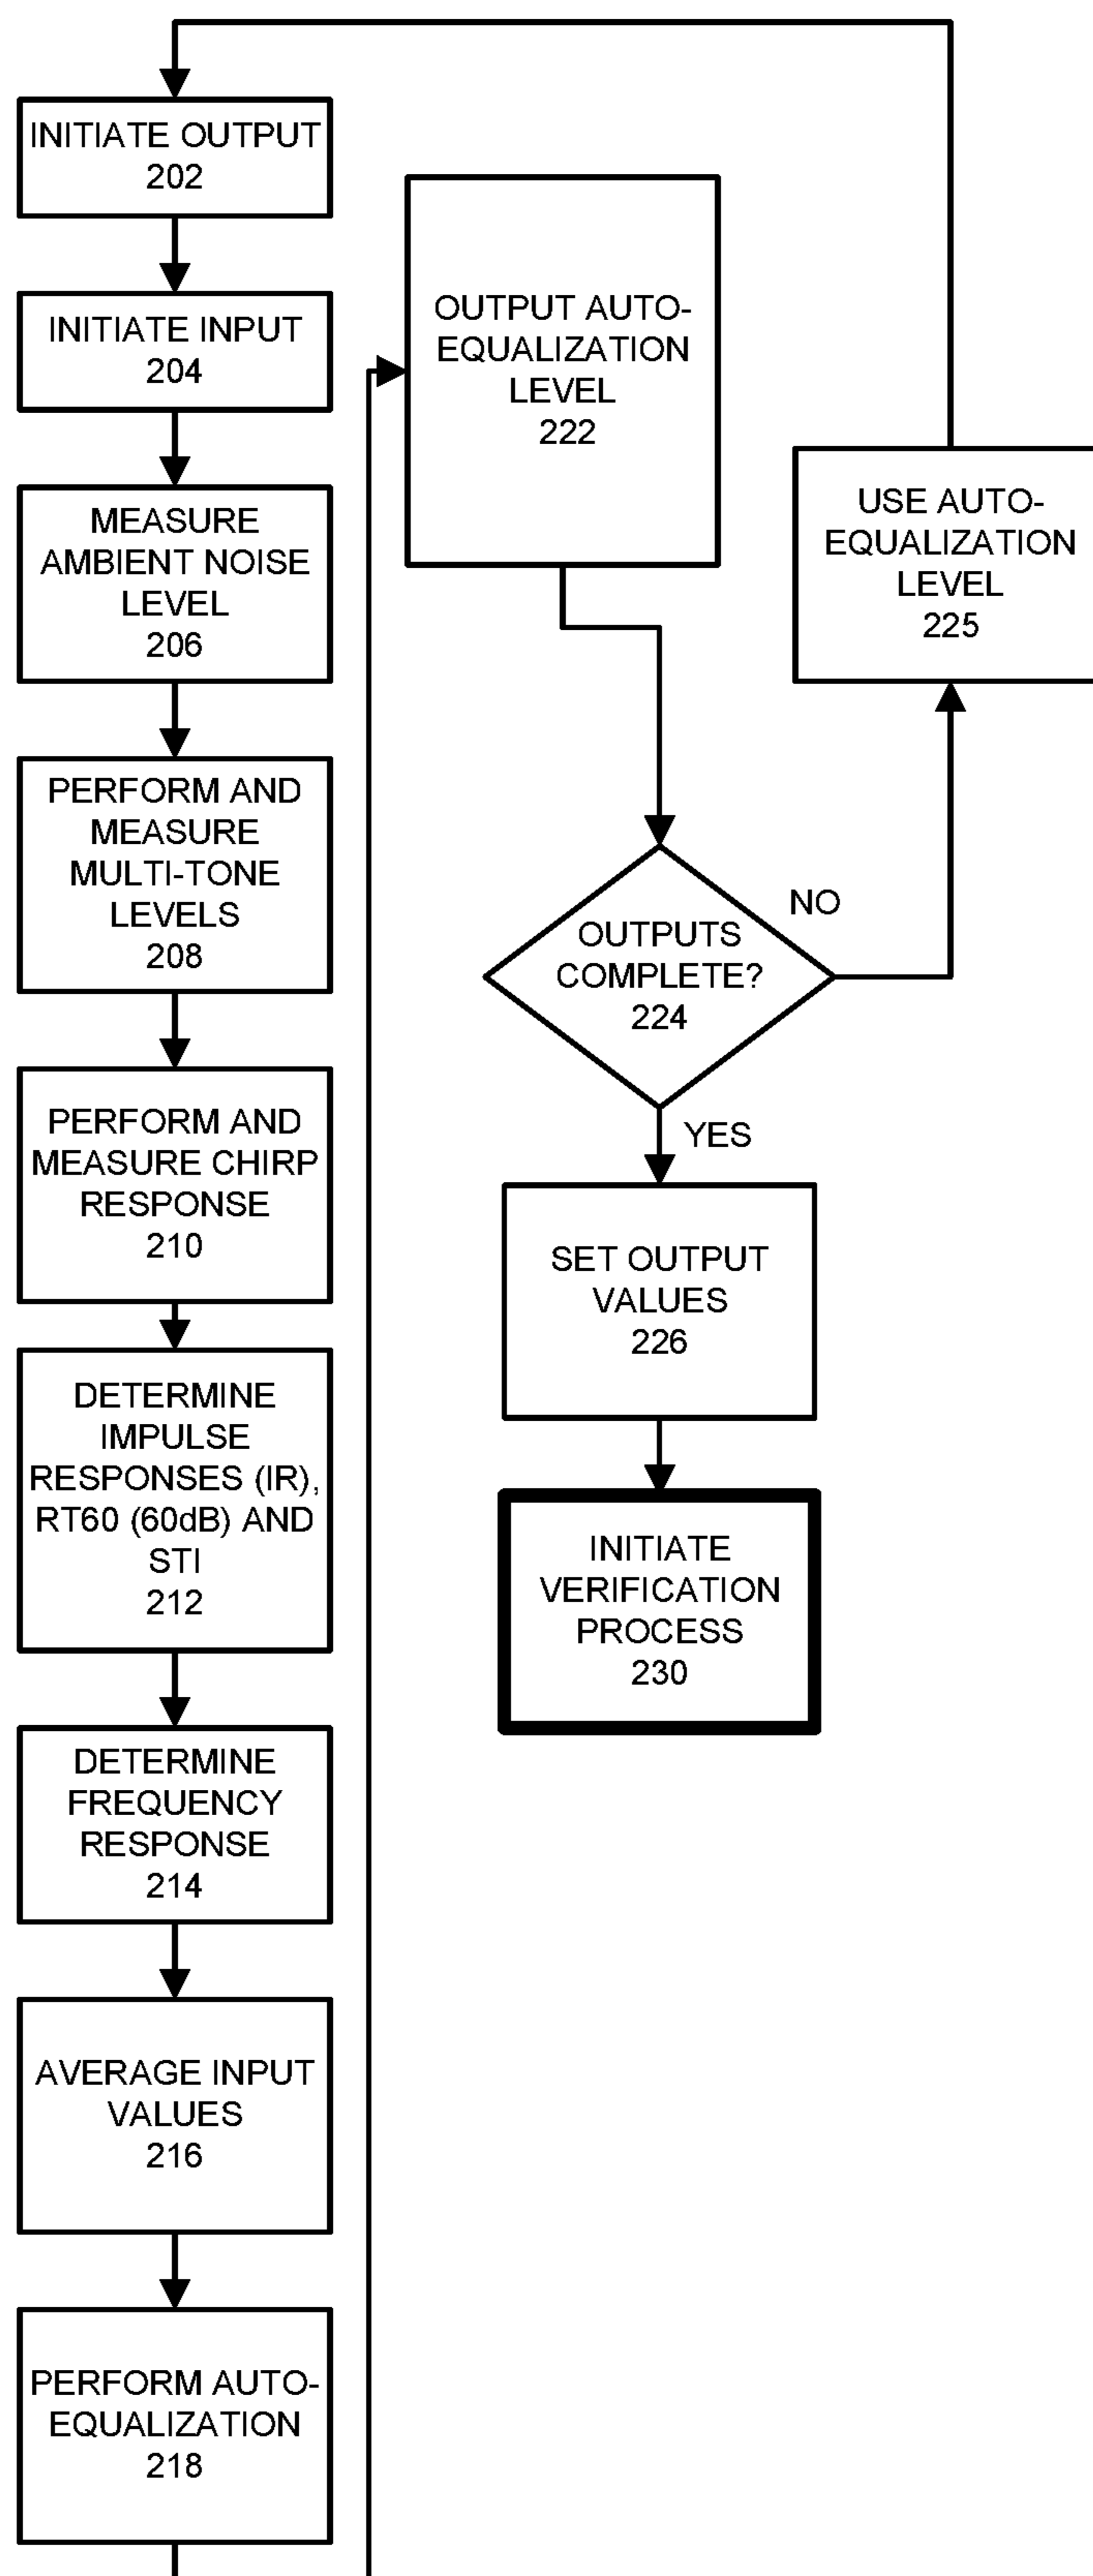 INITIATE OUTPUT
202
INITIATE INPUT
204
MEASURE
AMBIENT NOISE
LEVEL
206
PERFORM AND
MEASURE
MULTI-TONE
LEVELS
208
PERFORM AND
MEASURE CHIRP
RESPONSE
210
DETERMINE
IMPULSE
RESPONSES (IR),
RT60 (60dB) AND
STI
212
DETERMINE
FREQUENCY
RESPONSE
214
AVERAGE INPUT
VALUES
216
PERFORM AUTO-
EQUALIZATION
218
OUTPUT AUTO-
EQUALIZATION
LEVEL
222
OUTPUTS
COMPLETE?
224
NO
USE AUTO-
EQUALIZATION
LEVEL
225
YES
SET OUTPUT
VALUES
226
INITIATE
VERIFICATION
PROCESS
230